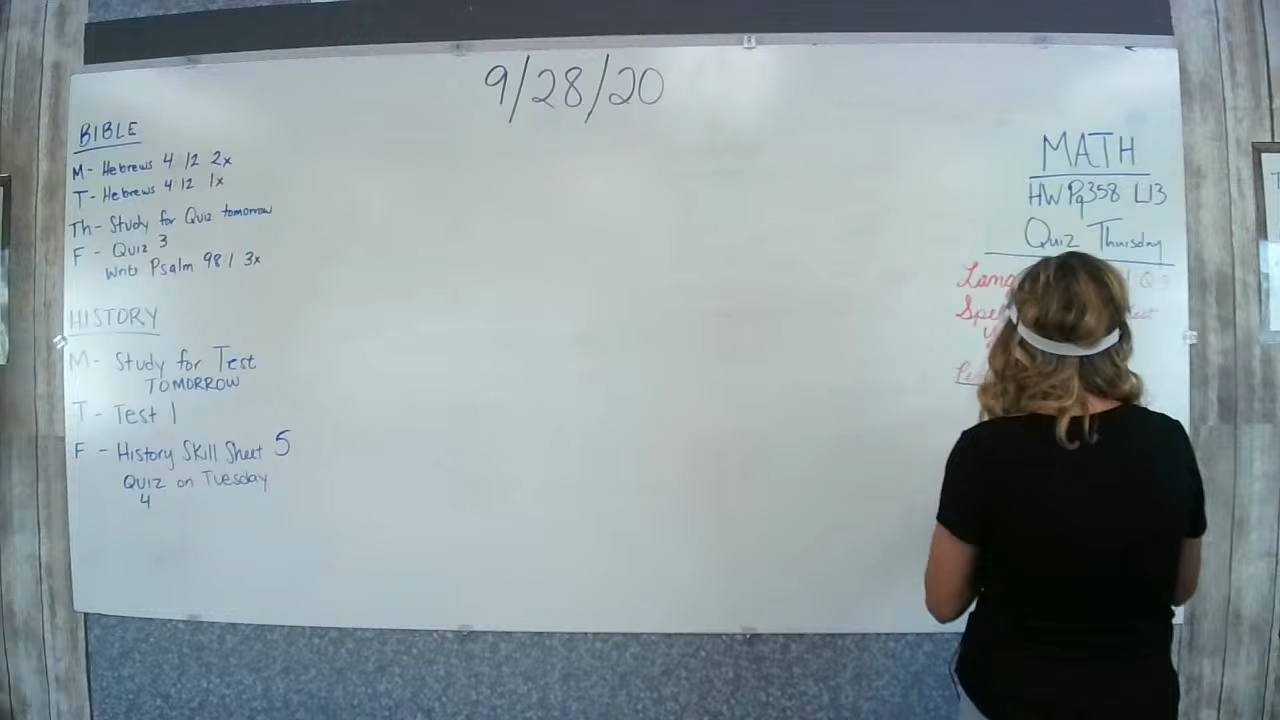 9/28/20
BIBLE
M - Hebrews 4:12 2x
T - Hebrews 4:12 1x
Th - Study for Quiz tomorrow
F - Quiz 3
Write Psalm 98:1 3x
HISTORY
M - Study for Test
TOMORROW
T - Test 1
F - History Skill Sheet 5
QUIZ on Tuesday
4
MATH
HW Pg 358 L13
Quiz Thursday